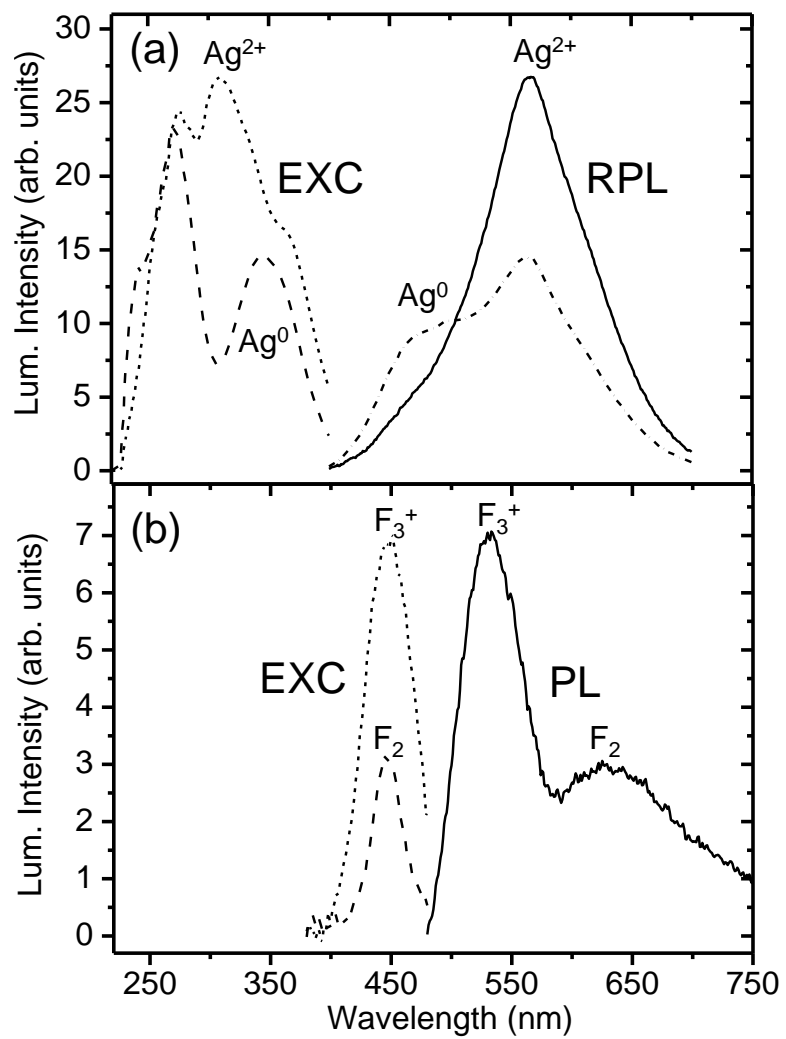 (a)
Ag²⁺
Ag²⁺
EXC
RPL
Ag⁰
Ag⁰
30
25
20
15
10
5
0
Lum. Intensity (arb. units)
(b)
F₃⁺
F₃⁺
EXC
PL
F₂
F₂
7
6
5
4
3
2
1
0
Lum. Intensity (arb. units)
250 350 450 550 650 750
Wavelength (nm)